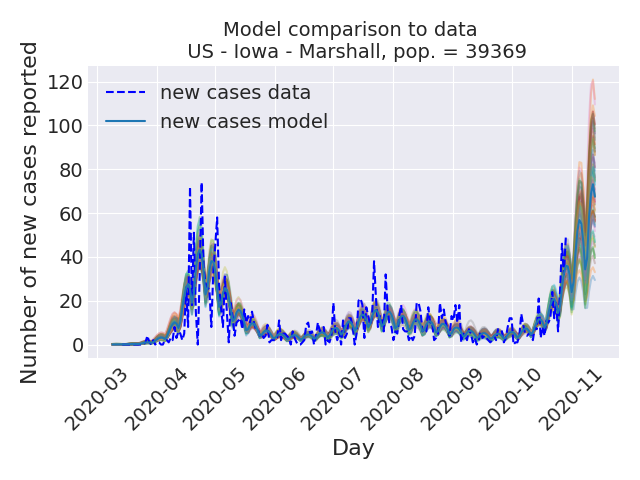 Model comparison to data
US - Iowa - Marshall, pop. = 39369
Number of new cases reported
120
100
80
60
40
20
0
new cases data
new cases model
2020-03
2020-04
2020-05
2020-06
2020-07
2020-08
2020-09
2020-10
2020-11
Day